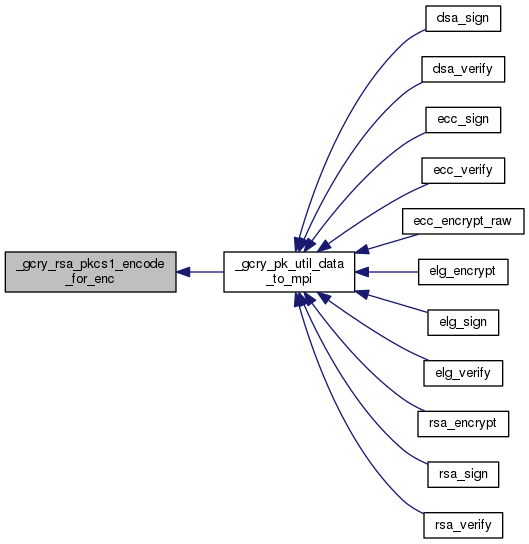 dsa_sign
dsa_verify
ecc_sign
ecc_verify
ecc_encrypt_raw
_gcry_rsa_pkcs1_encode
_for_enc
_gcry_pk_util_data
_to_mpi
elg_encrypt
elg_sign
elg_verify
rsa_encrypt
rsa_sign
rsa_verify